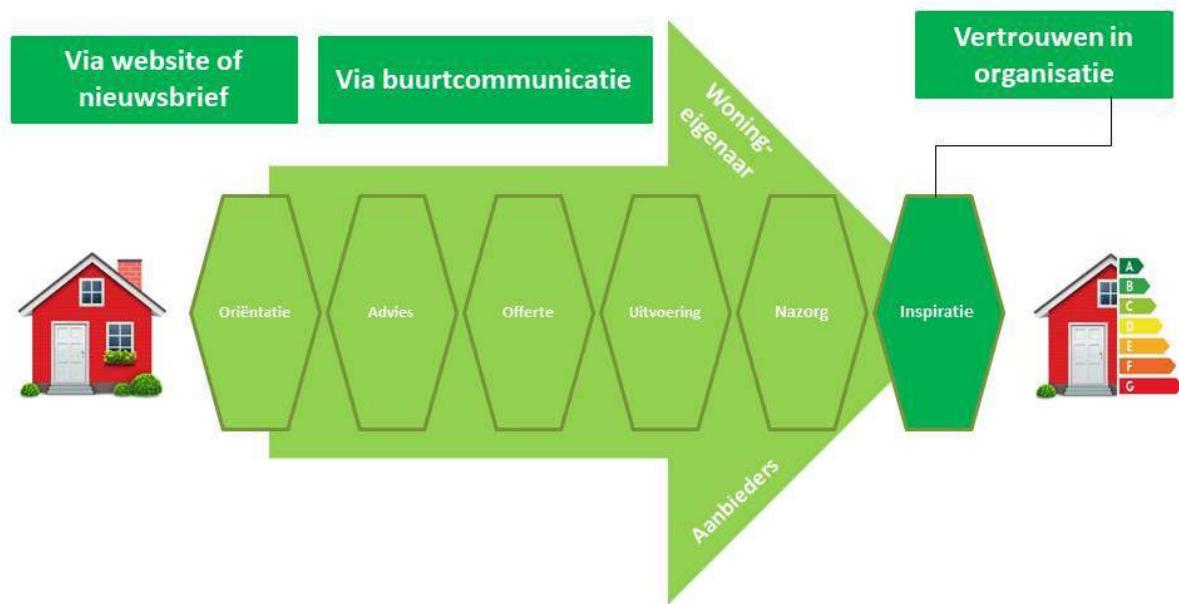 Via website of
nieuwsbrief
Via buurtcommunicatie
Vertrouwen in
organisatie
Woning-
eigenaar
Oriëntatie
Advies
Offerte
Uitvoering
Nazorg
Inspiratie
Aanbieders
A
B
C
D
E
F
G